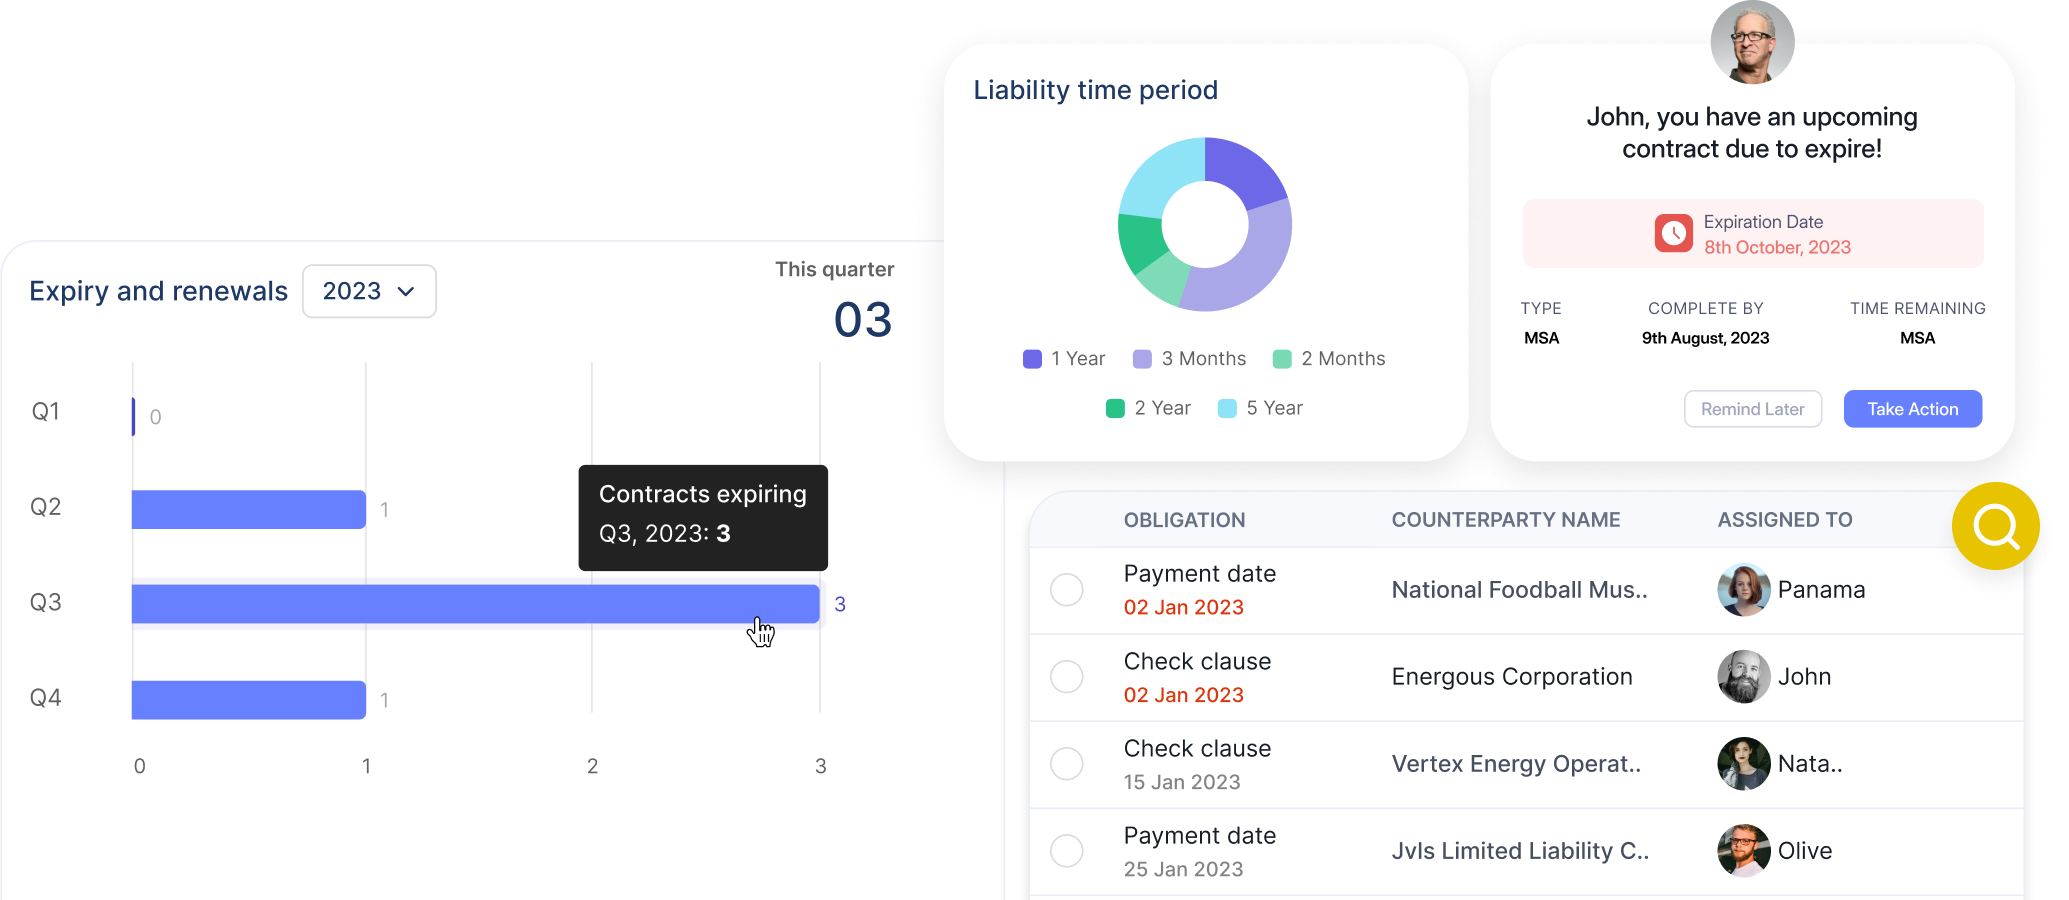 Expiry and renewals
2023
This quarter
03
Q1
0
Q2
1
Q3
3
Q4
1
0 1 2 3
Contracts expiring
Q3, 2023: 3
Liability time period
1 Year 3 Months 2 Months
2 Year 5 Year
John, you have an upcoming
contract due to expire!
Expiration Date
8th October, 2023
TYPE COMPLETE BY TIME REMAINING
MSA 9th August, 2023 MSA
Remind Later Take Action
OBLIGATION COUNTERPARTY NAME ASSIGNED TO
Payment date
02 Jan 2023
National Foodball Mus..
Panama
Check clause
02 Jan 2023
Energous Corporation
John
Check clause
15 Jan 2023
Vertex Energy Operat..
Nata..
Payment date
25 Jan 2023
Jvls Limited Liability C..
Olive